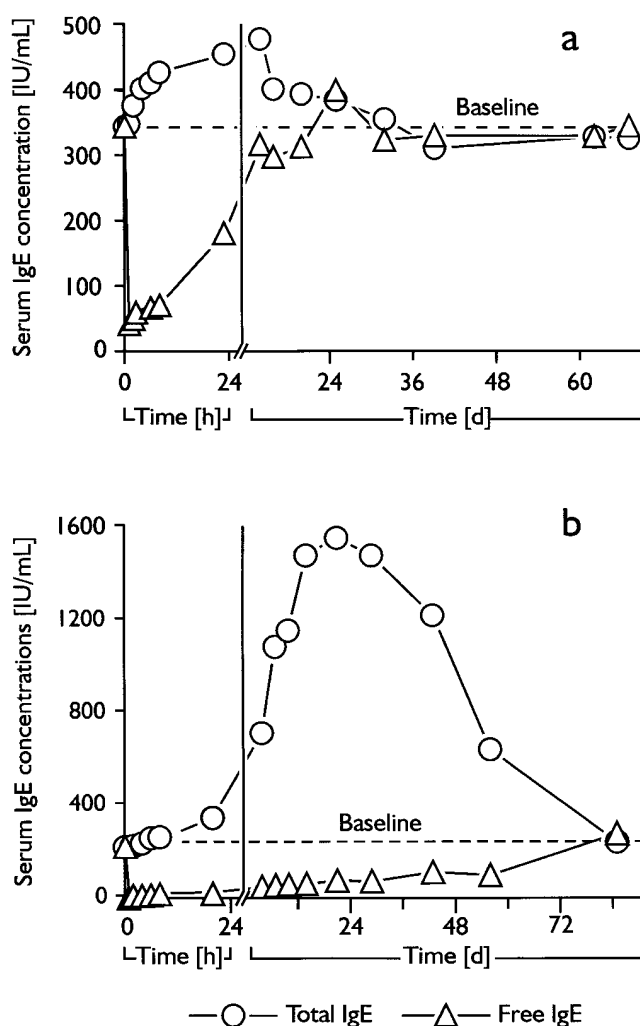 a
Serum IgE concentration [IU/mL]
500
400
300
200
100
0
Baseline
0 24 24 36 48 60
Time [h] Time [d]
b
Serum IgE concentrations [IU/mL]
1600
1200
800
400
0
Baseline
0 24 24 48 72
Time [h] Time [d]
Total IgE Free IgE